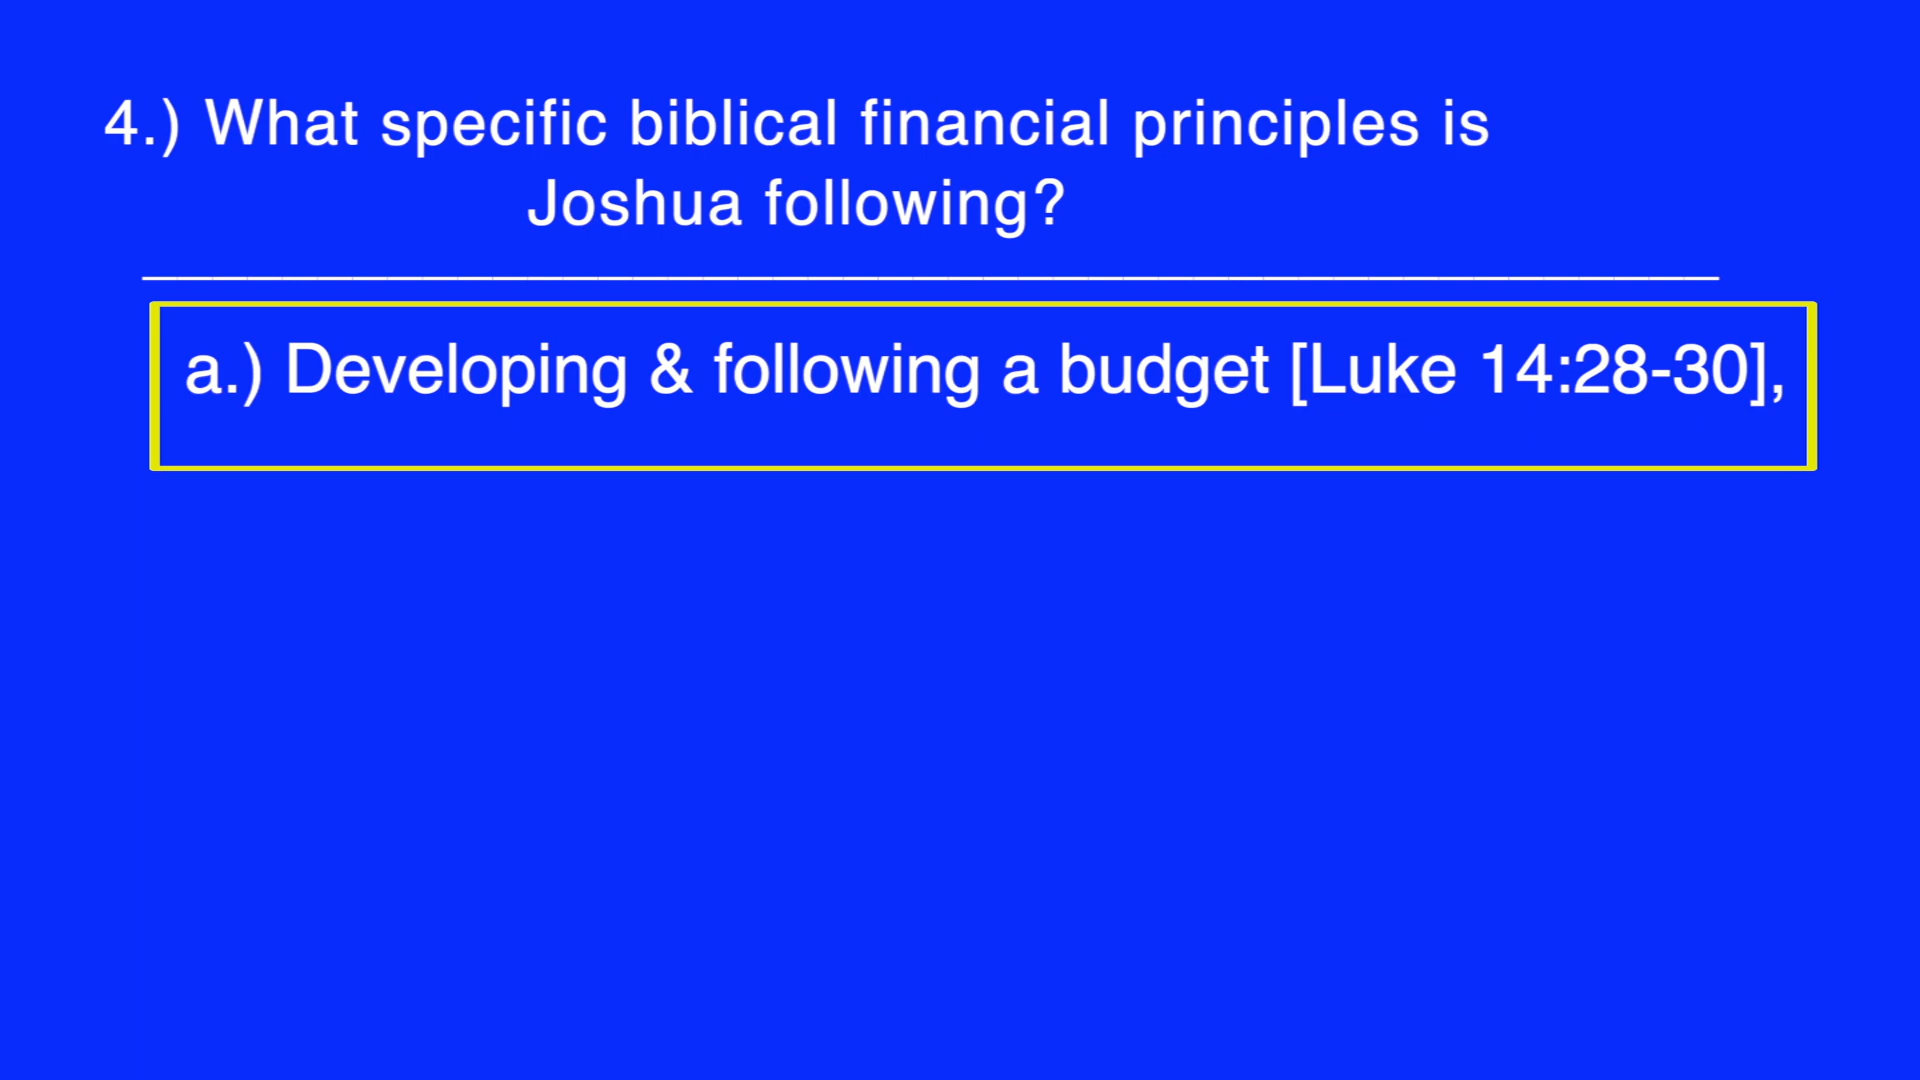 4.) What specific biblical financial principles is
Joshua following?
a.) Developing & following a budget [Luke 14:28-30],